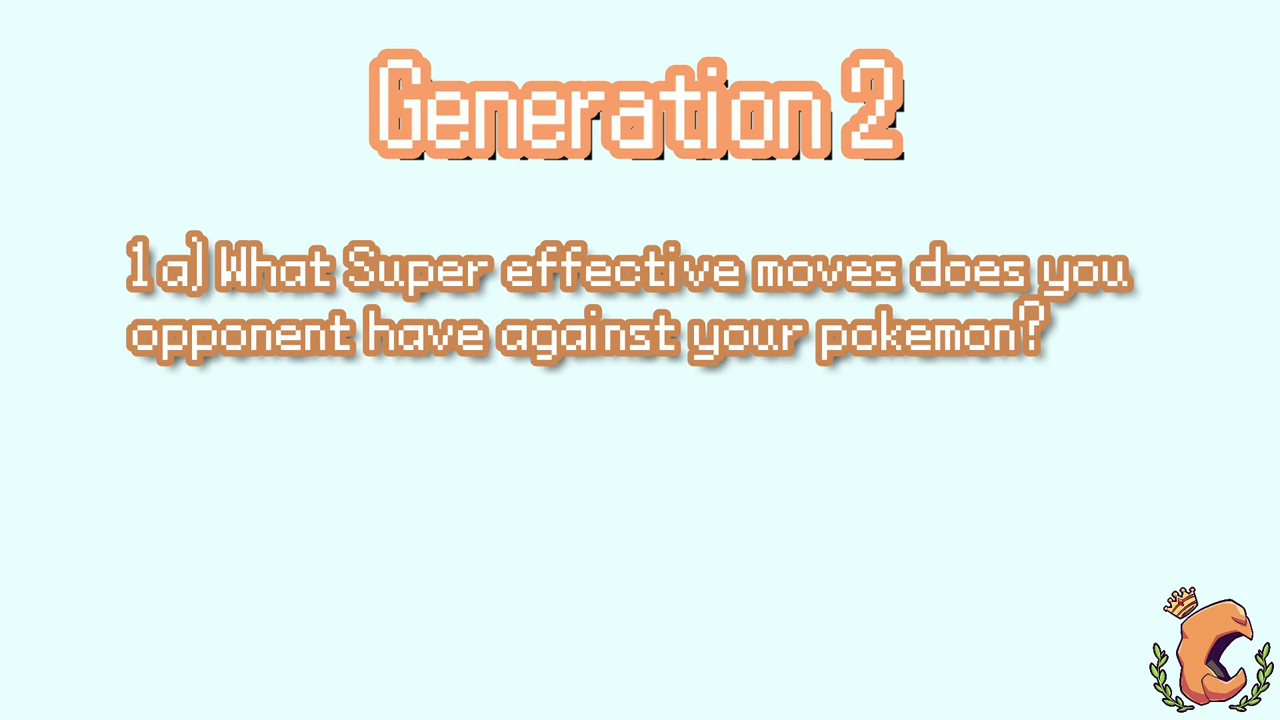 Generation 2
1 a) What Super effective moves does you
opponent have against your pokemon?